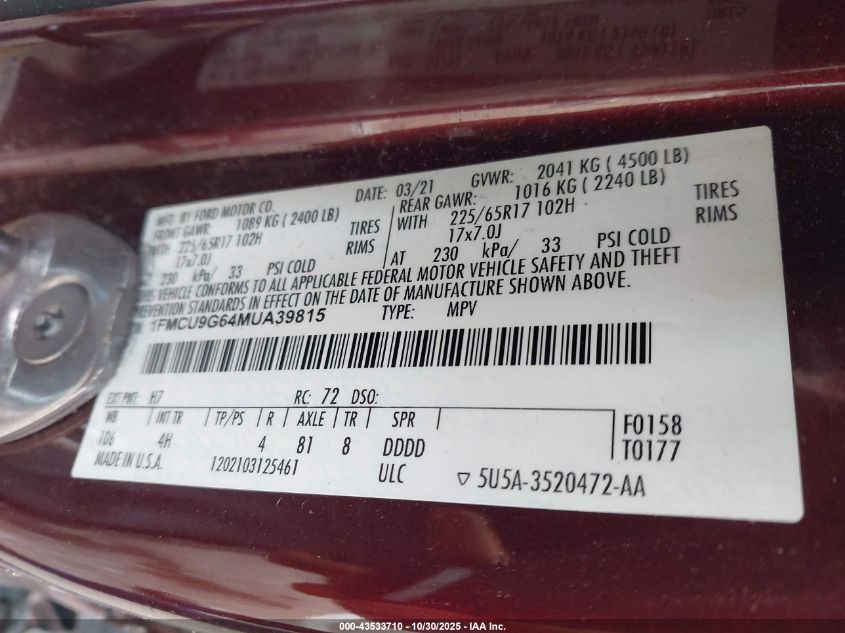 MFD. BY FORD MOTOR CO.
DATE: 03/21 GVWR: 2041 KG ( 4500 LB)
FRONT GAWR: 1089 KG ( 2400 LB) REAR GAWR: 1016 KG ( 2240 LB)
WITH 225/65R17 102H TIRES WITH 225/65R17 102H TIRES
17x7.0J RIMS 17x7.0J RIMS
230 kPa/ 33 PSI COLD AT 230 kPa/ 33 PSI COLD
THIS VEHICLE CONFORMS TO ALL APPLICABLE FEDERAL MOTOR VEHICLE SAFETY AND THEFT
PREVENTION STANDARDS IN EFFECT ON THE DATE OF MANUFACTURE SHOWN ABOVE.
1FMCU9G64MUA39815 TYPE: MPV
EXT PNT: H7 RC: 72 DSO:
WB INT TR TP/PS R AXLE TR SPR
106 4H 4 81 8 DDDD
F0158
T0177
MADE IN U.S.A. 1202103125461 ULC ▽ 5U5A-3520472-AA
000-43533710 - 10/30/2025 - IAA Inc.